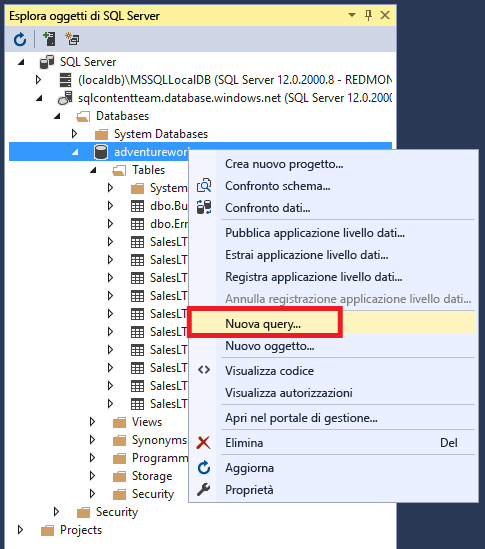 Esplora oggetti di SQL Server
SQL Server
(localdb)\MSSQLLocalDB (SQL Server 12.0.2000.8 - REDMON
sqlcontentteam.database.windows.net (SQL Server 12.0.2000
Databases
System Databases
adventurework
Tables
System
dbo.Bu
dbo.Err
SalesLT
SalesLT
SalesLT
SalesLT
SalesLT
SalesLT
SalesLT
SalesLT
SalesLT
SalesLT
Views
Synonyms
Programm
Storage
Security
Security
Projects
Crea nuovo progetto...
Confronto schema...
Confronto dati...
Pubblica applicazione livello dati...
Estrai applicazione livello dati...
Registra applicazione livello dati...
Annulla registrazione applicazione livello dati...
Nuova query...
Nuovo oggetto...
Visualizza codice
Visualizza autorizzazioni
Apri nel portale di gestione...
Elimina Del
Aggiorna
Proprietà